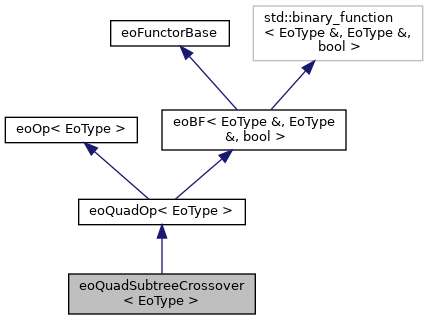 eoFunctorBase
std::binary_function
< EoType &, EoType &,
bool >
eoOp< EoType >
eoBF< EoType &, EoType
&, bool >
eoQuadOp< EoType >
eoQuadSubtreeCrossover
< EoType >